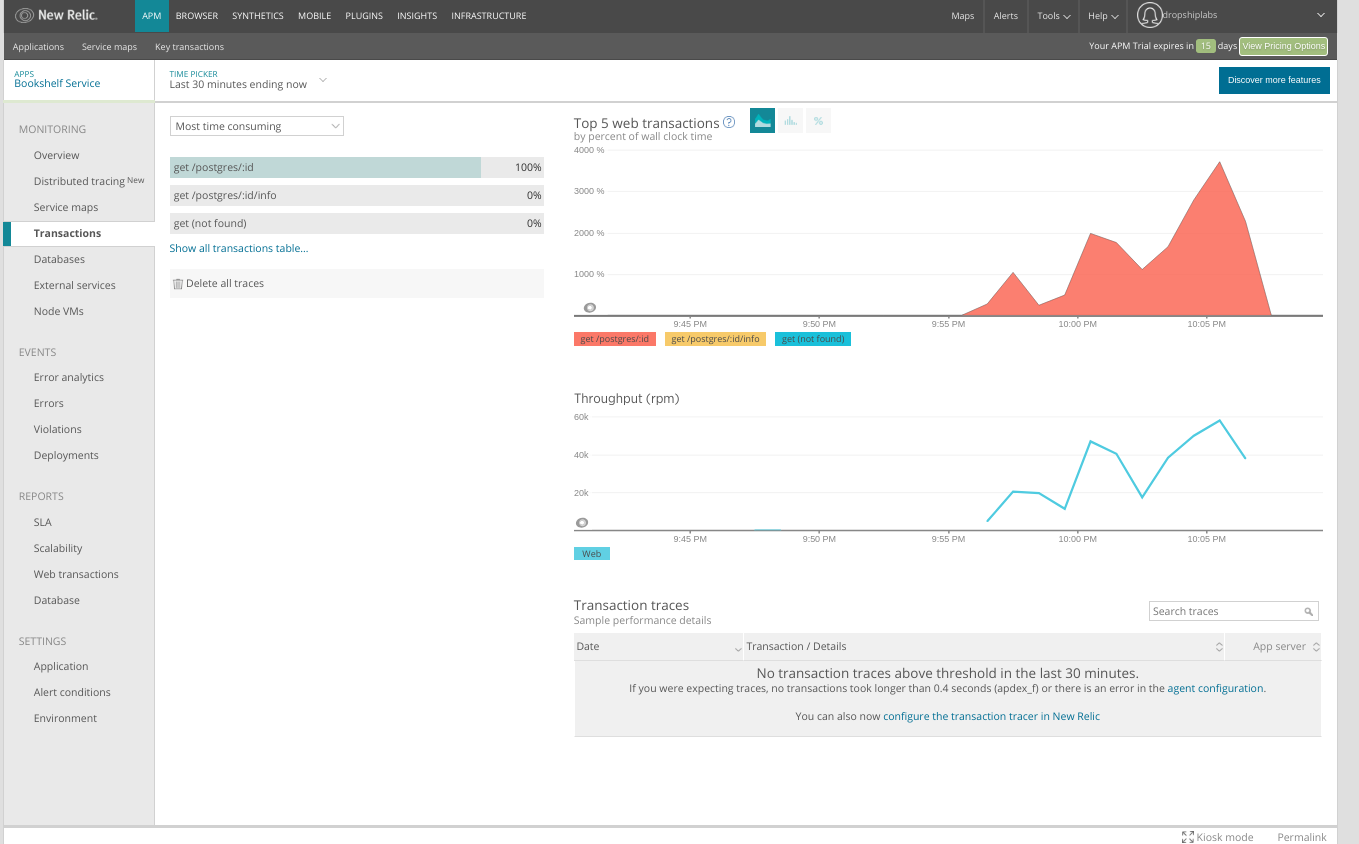 New Relic.
APM BROWSER SYNTHETICS MOBILE PLUGINS INSIGHTS INFRASTRUCTURE
Maps Alerts Tools Help dropshiplabs
Applications Service maps Key transactions
Your APM Trial expires in 15 days View Pricing Options
APPS
Bookshelf Service
TIME PICKER
Last 30 minutes ending now
Discover more features
MONITORING
Overview
Distributed tracing New
Service maps
Transactions
Databases
External services
Node VMs
EVENTS
Error analytics
Errors
Violations
Deployments
REPORTS
SLA
Scalability
Web transactions
Database
SETTINGS
Application
Alert conditions
Environment
Most time consuming
get /postgres/:id 100%
get /postgres/:id/info 0%
get (not found) 0%
Show all transactions table...
Delete all traces
Top 5 web transactions ?
%
by percent of wall clock time
4000 %
3000 %
2000 %
1000 %
9:45 PM 9:50 PM 9:55 PM 10:00 PM 10:05 PM
get /postgres/:id get /postgres/:id/info get (not found)
Throughput (rpm)
60k
40k
20k
9:45 PM 9:50 PM 9:55 PM 10:00 PM 10:05 PM
Web
Transaction traces
Sample performance details
Search traces
Date Transaction / Details App server
No transaction traces above threshold in the last 30 minutes.
If you were expecting traces, no transactions took longer than 0.4 seconds (apdex_f) or there is an error in the agent configuration.
You can also now configure the transaction tracer in New Relic
Kiosk mode Permalink